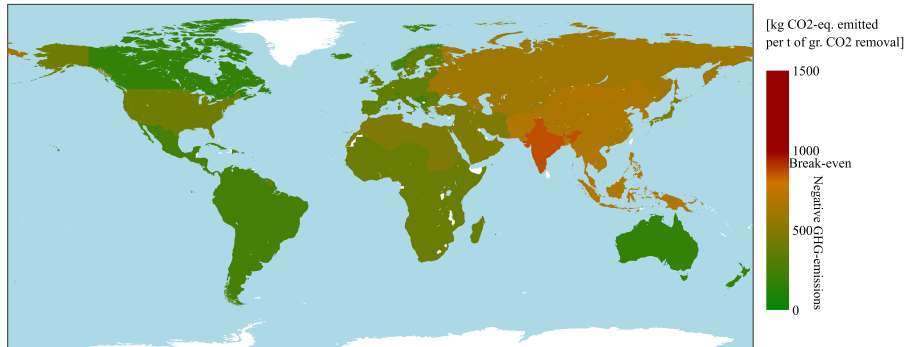 [kg CO2-eq. emitted
per t of gr. CO2 removal]
1500
1000
Break-even
Negative GHG-emissions
500
0